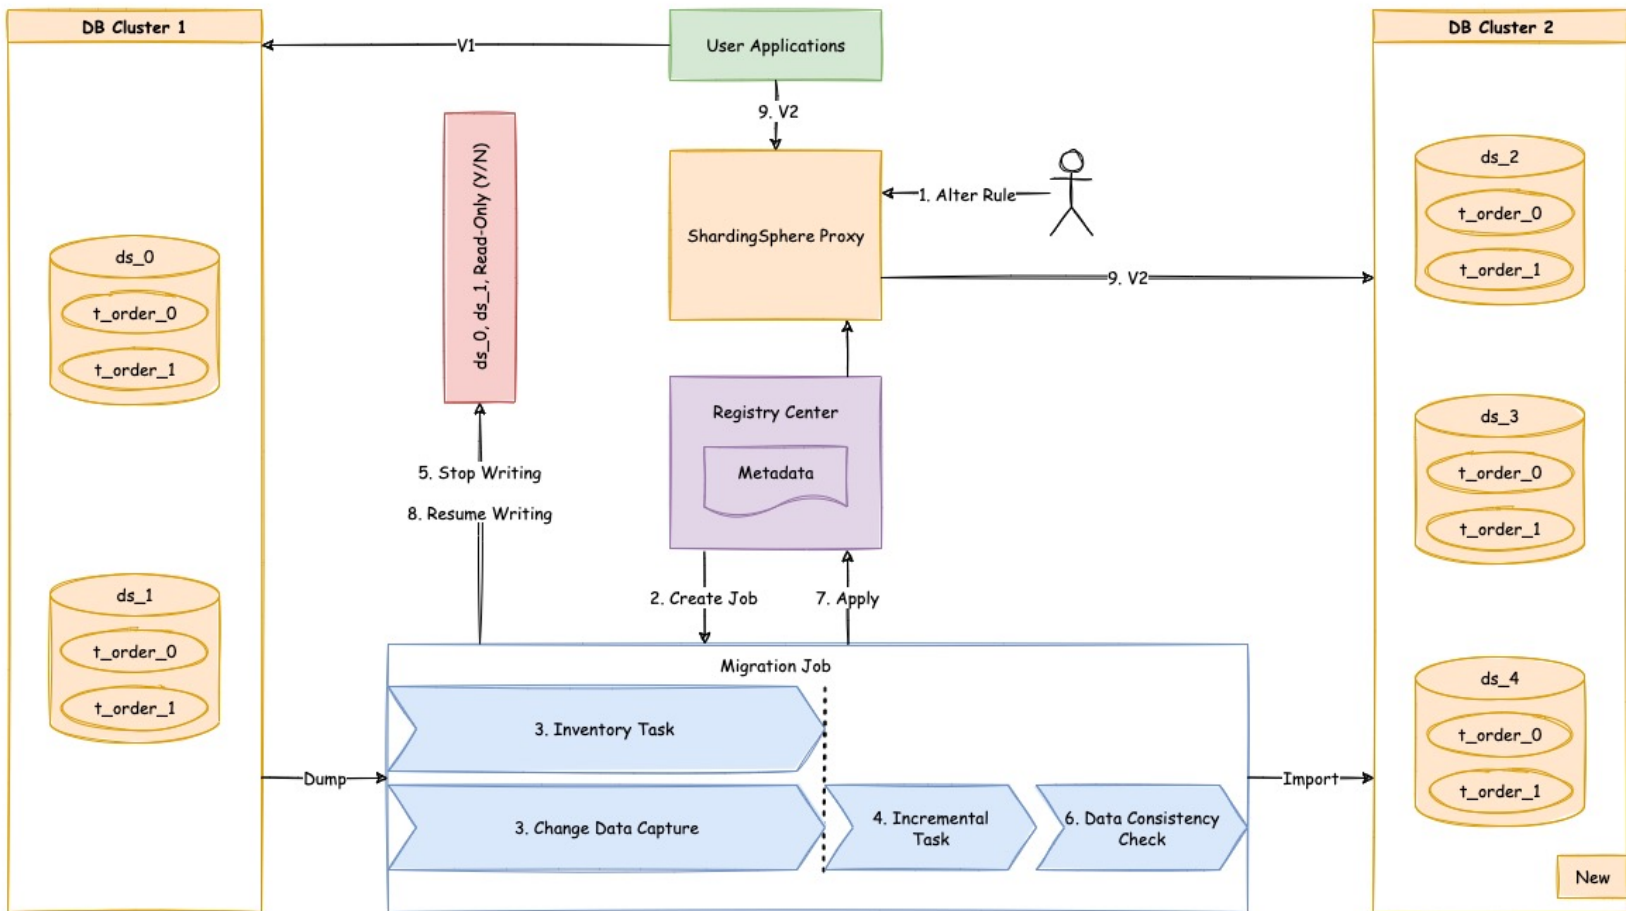 DB Cluster 1
V1
User Applications
DB Cluster 2
9. V2
ds_0, ds_1, Read-Only (Y/N)
ShardingSphere Proxy
1. Alter Rule
9. V2
ds_0
t_order_0
t_order_1
ds_1
t_order_0
t_order_1
5. Stop Writing
8. Resume Writing
Registry Center
Metadata
2. Create Job
7. Apply
Migration Job
3. Inventory Task
3. Change Data Capture
4. Incremental
Task
6. Data Consistency
Check
Dump
Import
ds_2
t_order_0
t_order_1
ds_3
t_order_0
t_order_1
ds_4
t_order_0
t_order_1
New